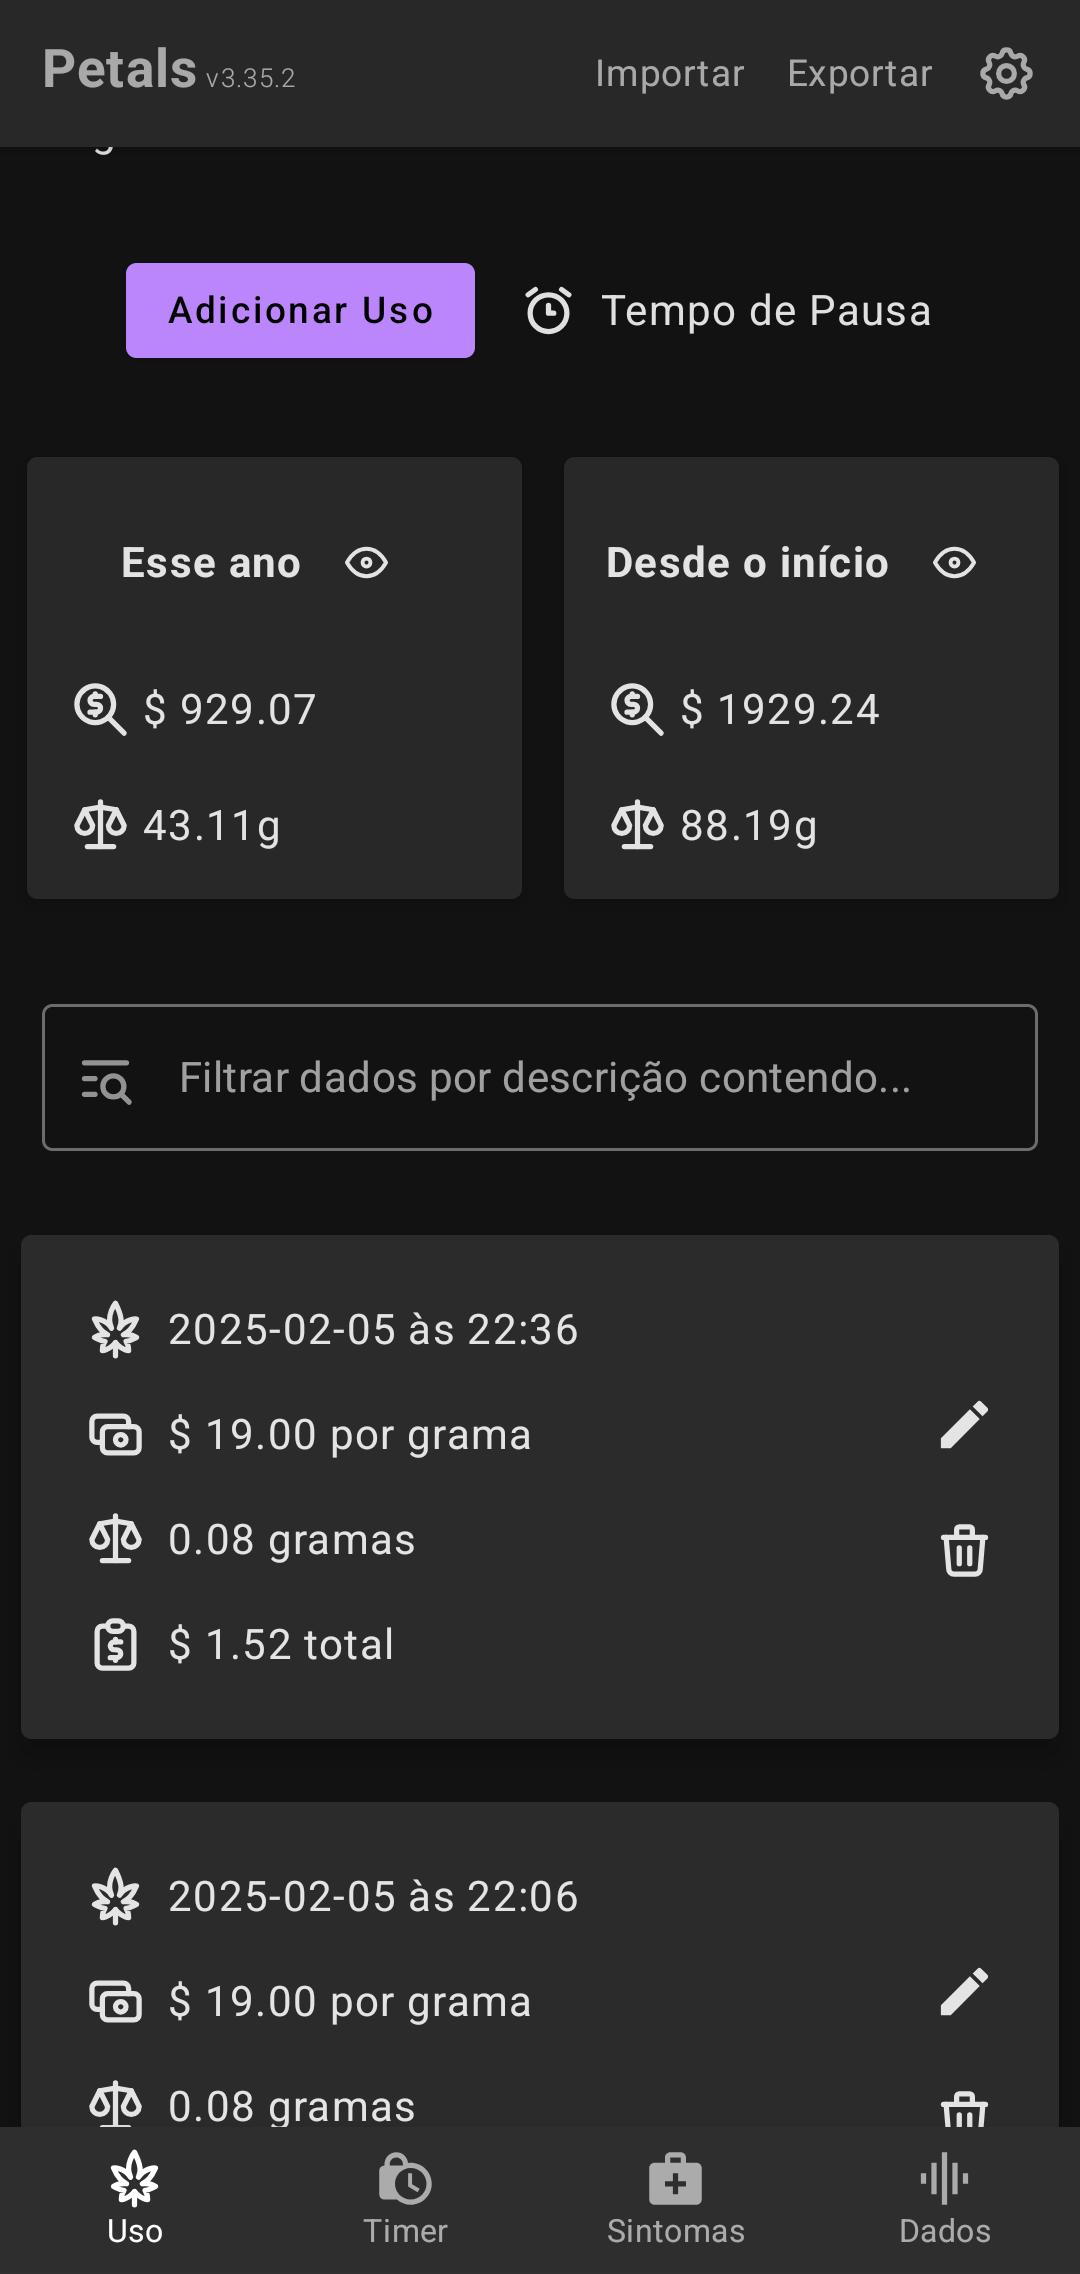 Petals v3.35.2
Importar
Exportar
Adicionar Uso
Tempo de Pausa
Esse ano
$ 929.07
43.11g
Desde o início
$ 1929.24
88.19g
Filtrar dados por descrição contendo...
2025-02-05 às 22:36
$ 19.00 por grama
0.08 gramas
$ 1.52 total
2025-02-05 às 22:06
$ 19.00 por grama
0.08 gramas
Uso
Timer
Sintomas
Dados